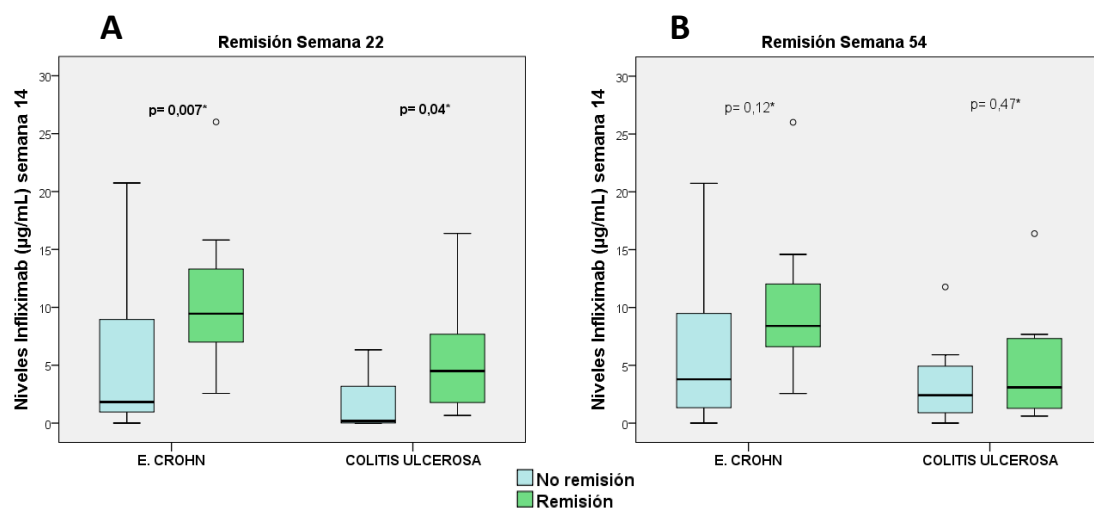 A
Remisión Semana 22
Niveles Infliximab (µg/mL) semana 14
30
25
20
15
10
5
0
p= 0,007*
p= 0,04*
E. CROHN
COLITIS ULCEROSA
B
Remisión Semana 54
Niveles Infliximab (µg/mL) semana 14
30
25
20
15
10
5
0
p= 0,12*
p= 0,47*
E. CROHN
COLITIS ULCEROSA
No remisión
Remisión